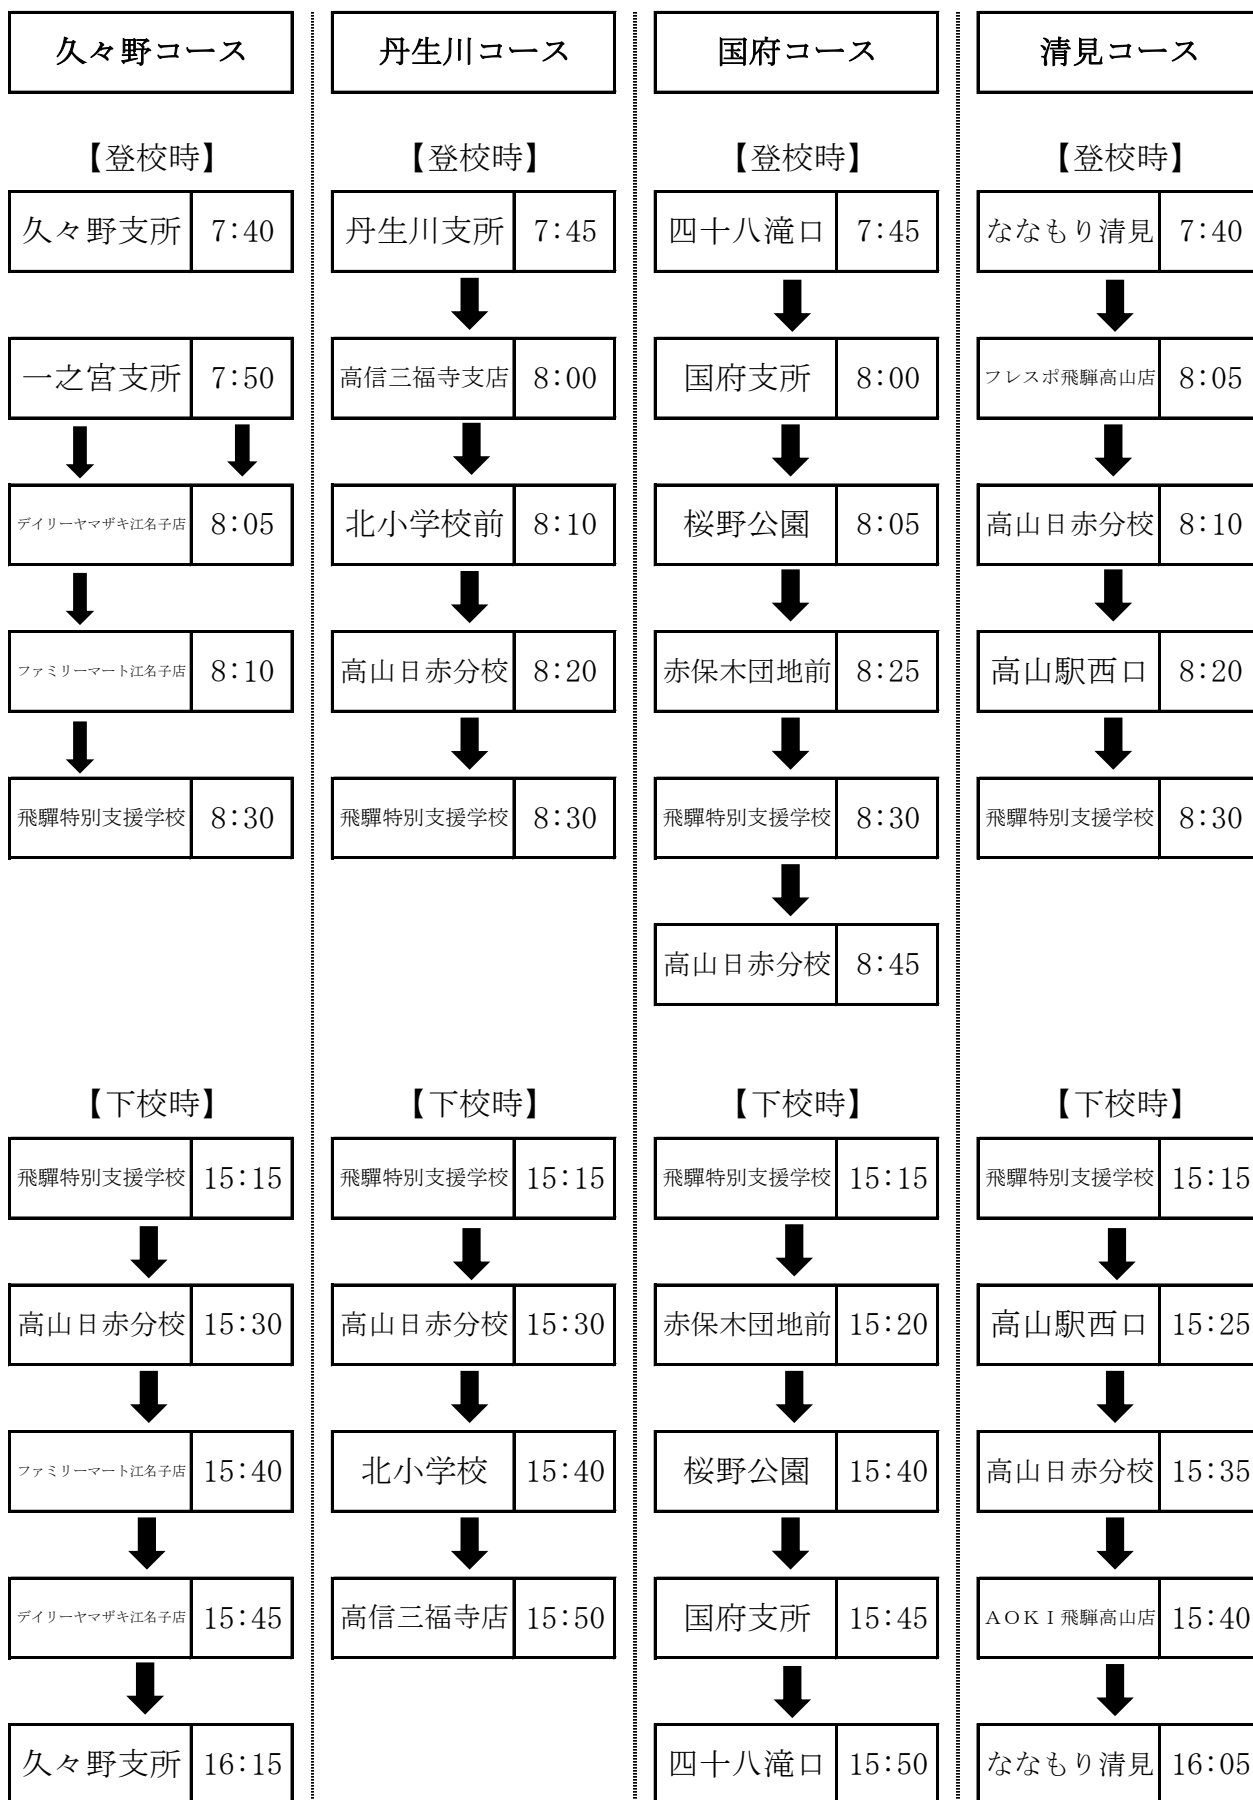 久々野コース
【登校時】
久々野支所 7:40
一之宮支所 7:50
デイリーヤマザキ江名子店 8:05
ファミリーマート江名子店 8:10
飛騨特別支援学校 8:30
【下校時】
飛騨特別支援学校 15:15
高山日赤分校 15:30
ファミリーマート江名子店 15:40
デイリーヤマザキ江名子店 15:45
久々野支所 16:15
丹生川コース
【登校時】
丹生川支所 7:45
高信三福寺支店 8:00
北小学校前 8:10
高山日赤分校 8:20
飛騨特別支援学校 8:30
【下校時】
飛騨特別支援学校 15:15
高山日赤分校 15:30
北小学校 15:40
高信三福寺店 15:50
国府コース
【登校時】
四十八滝口 7:45
国府支所 8:00
桜野公園 8:05
赤保木団地前 8:25
飛騨特別支援学校 8:30
高山日赤分校 8:45
【下校時】
飛騨特別支援学校 15:15
赤保木団地前 15:20
桜野公園 15:40
国府支所 15:45
四十八滝口 15:50
清見コース
【登校時】
ななもり清見 7:40
フレスポ飛騨高山店 8:05
高山日赤分校 8:10
高山駅西口 8:20
飛騨特別支援学校 8:30
【下校時】
飛騨特別支援学校 15:15
高山駅西口 15:25
高山日赤分校 15:35
AOKI飛騨高山店 15:40
ななもり清見 16:05